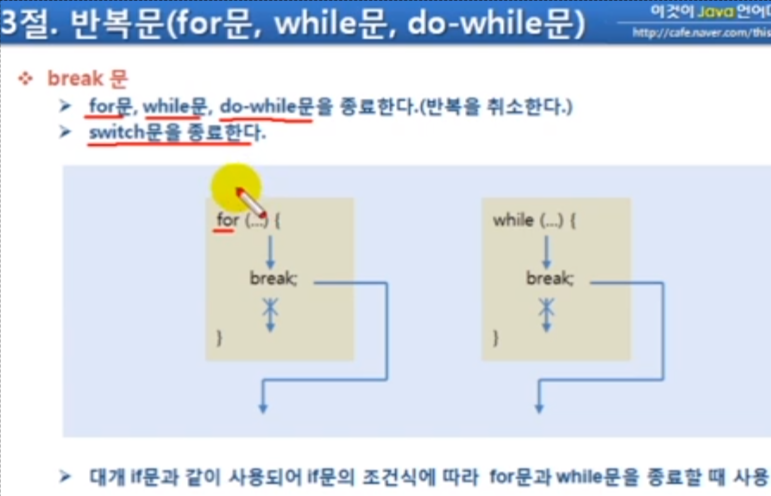 3절. 반복문(for문, while문, do-while문)
이것이 Java 언어다
http://cafe.naver.com/this
❖ break 문
➢ for문, while문, do-while문을 종료한다.(반복을 취소한다.)
➢ switch문을 종료한다.
for (...) {
break;
}
while (...) {
break;
}
➢ 대개 if문과 같이 사용되어 if문의 조건식에 따라 for문과 while문을 종료할 때 사용